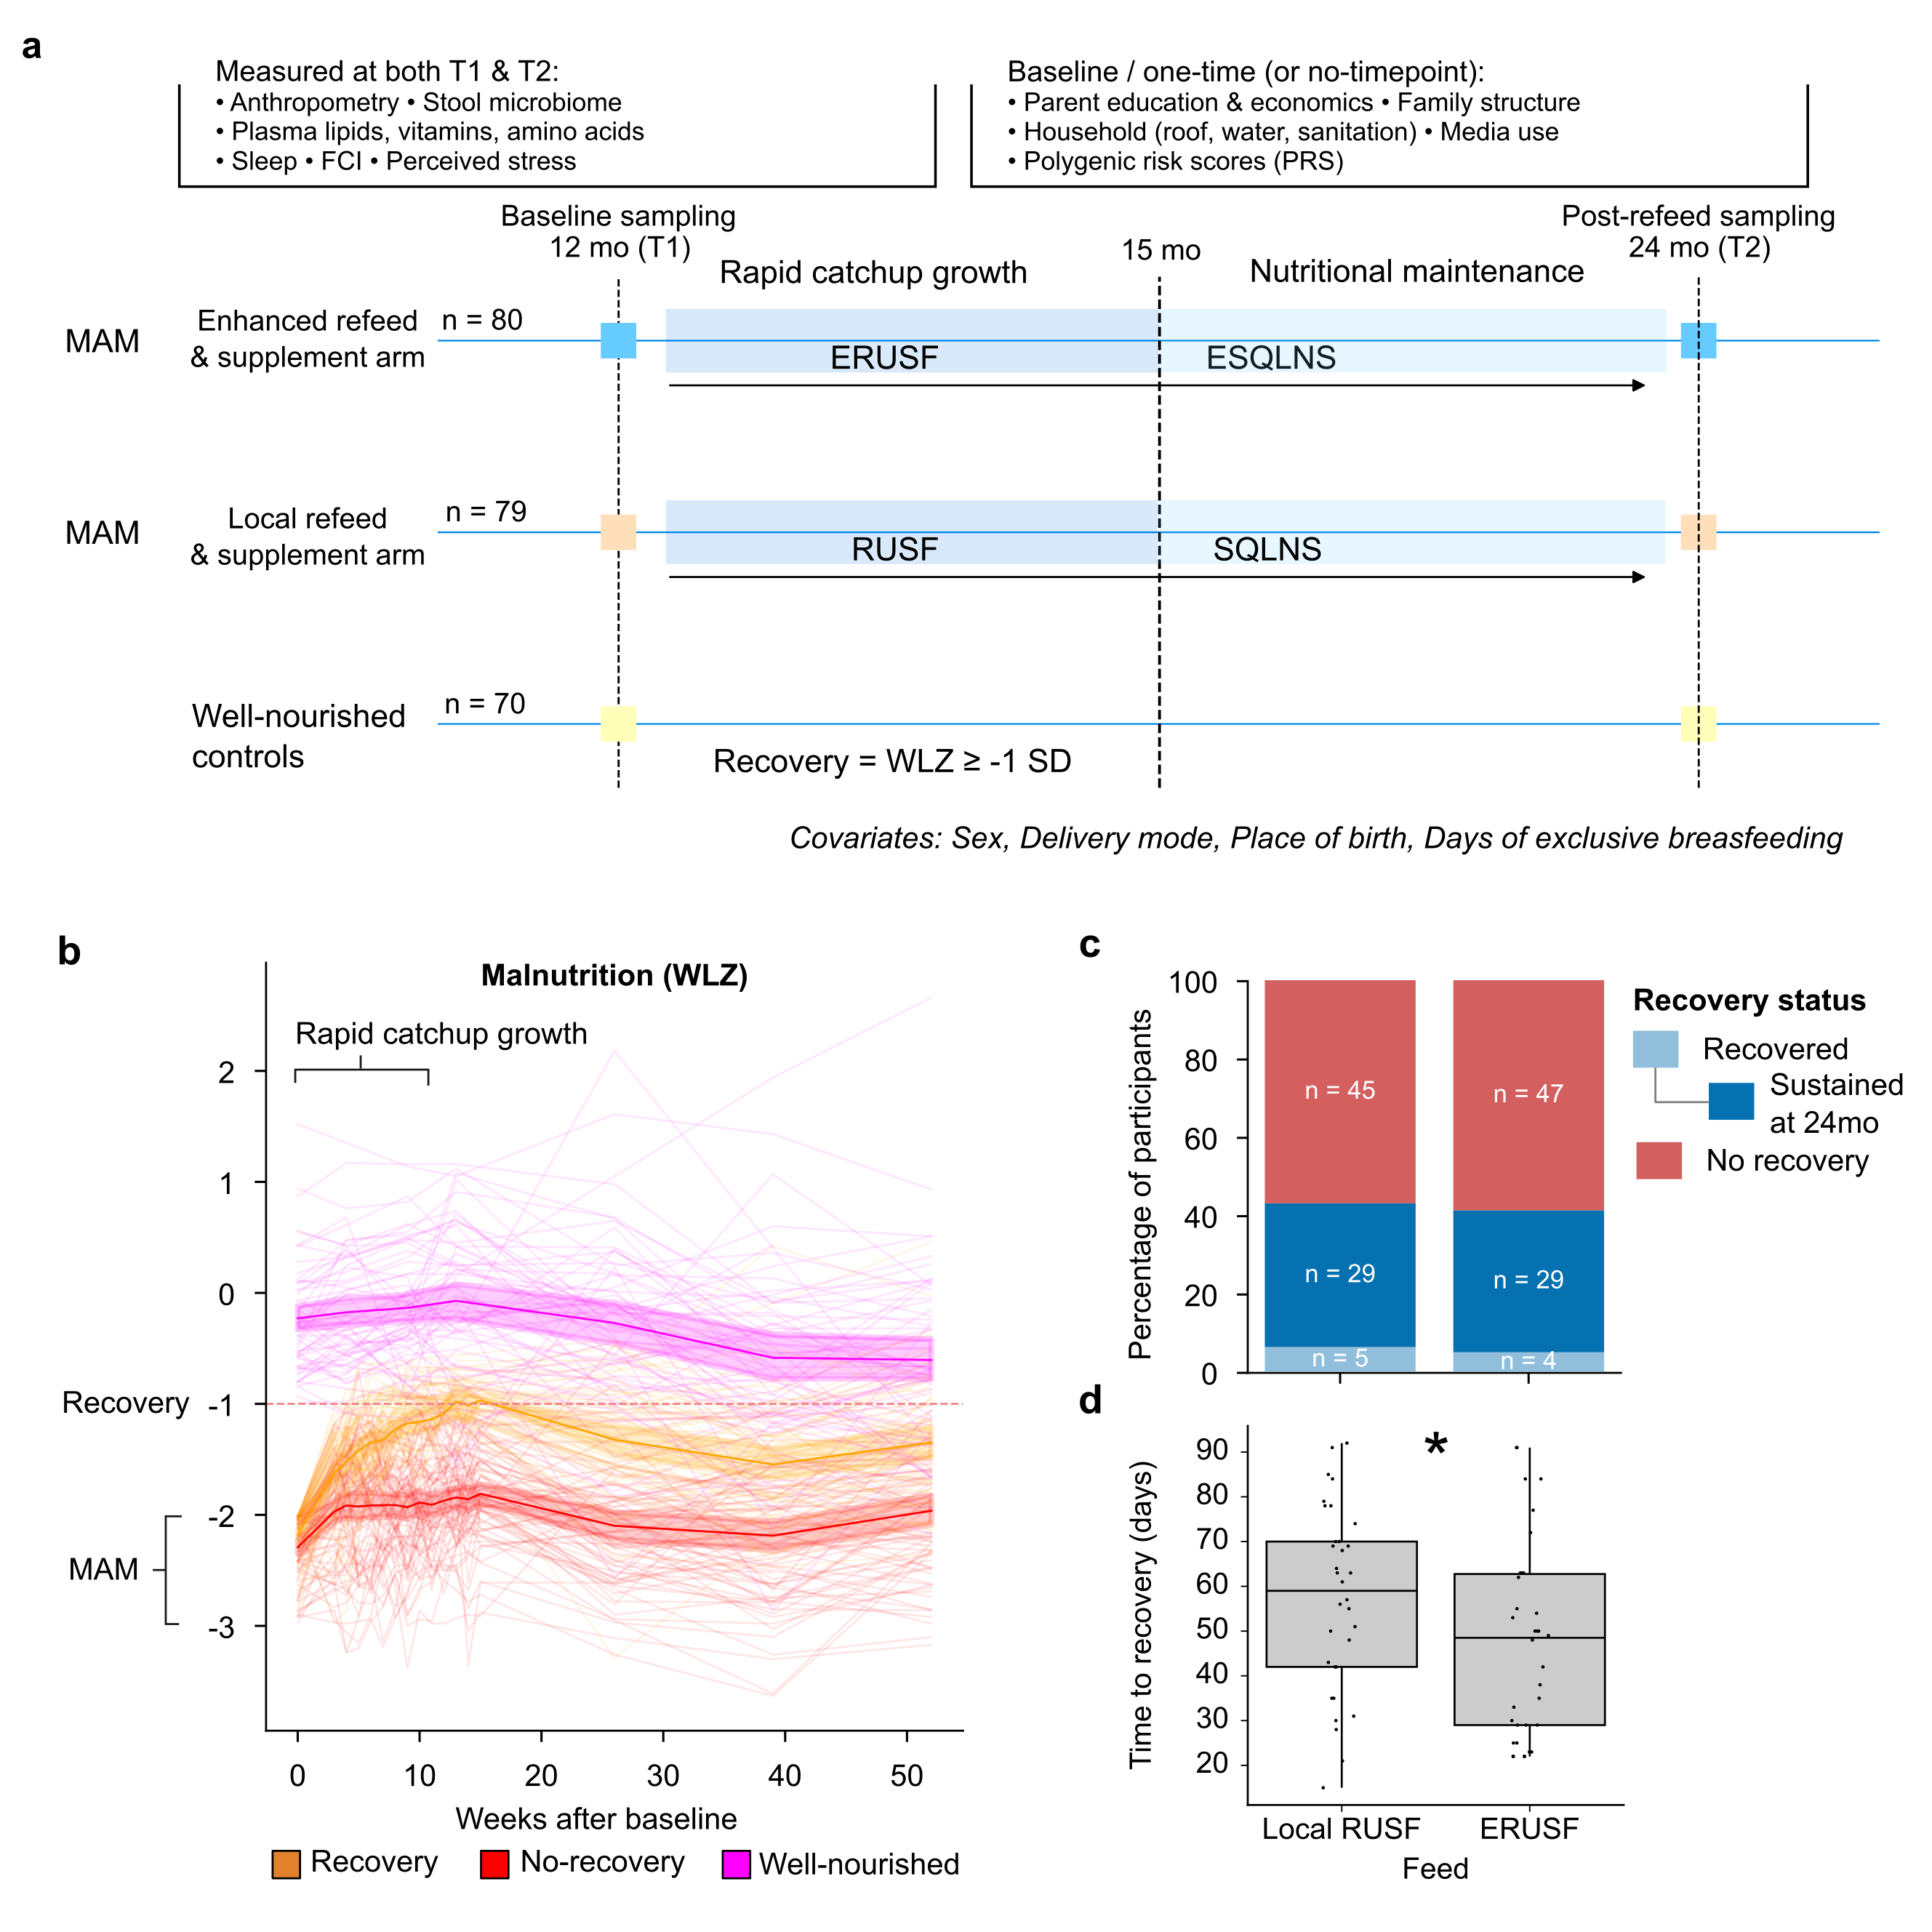 a
Measured at both T1 & T2:
• Anthropometry • Stool microbiome
• Plasma lipids, vitamins, amino acids
• Sleep • FCI • Perceived stress
Baseline / one-time (or no-timepoint):
• Parent education & economics • Family structure
• Household (roof, water, sanitation) • Media use
• Polygenic risk scores (PRS)
Baseline sampling
12 mo (T1)
Rapid catchup growth
15 mo
Nutritional maintenance
Post-refeed sampling
24 mo (T2)
MAM
Enhanced refeed
& supplement arm
n = 80
ERUSF
ESQLNS
MAM
Local refeed
& supplement arm
n = 79
RUSF
SQLNS
Well-nourished
controls
n = 70
Recovery = WLZ ≥ -1 SD
Covariates: Sex, Delivery mode, Place of birth, Days of exclusive breasfeeding
b
Malnutrition (WLZ)
Rapid catchup growth
2
1
0
Recovery
-1
-2
MAM
-3
0
10
20
30
40
50
Weeks after baseline
Recovery
No-recovery
Well-nourished
c
Percentage of participants
100
80
60
40
20
0
n = 45
n = 29
n = 5
n = 47
n = 29
n = 4
Recovery status
Recovered
Sustained
at 24mo
No recovery
d
Time to recovery (days)
90
80
70
60
50
40
30
20
*
Local RUSF
ERUSF
Feed